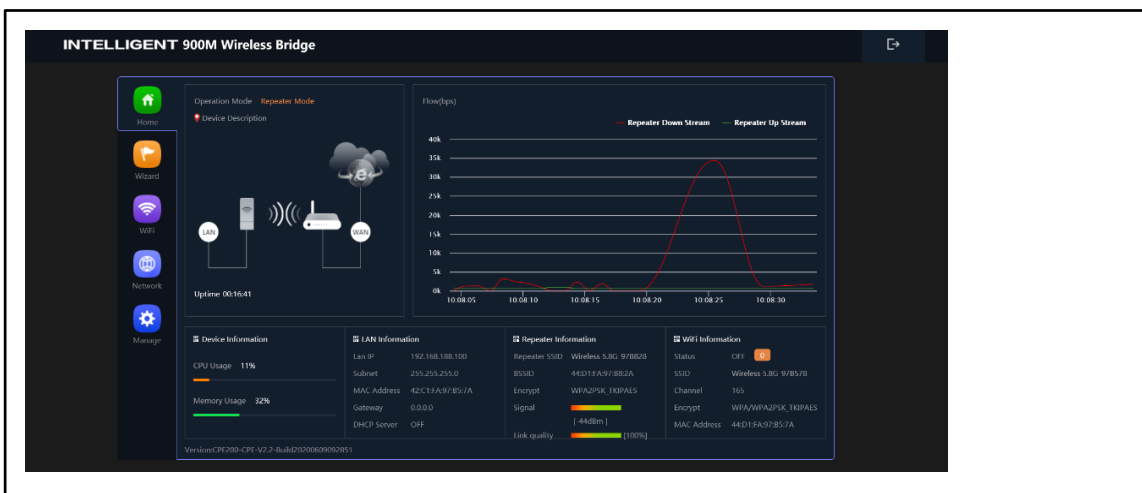 INTELLIGENT 900M Wireless Bridge
Home
Wizard
WiFi
Network
Manage
Operation Mode Repeater Mode
Device Description
LAN
WAN
Uptime 00:16:41
Flow(bps)
Repeater Down Stream
Repeater Up Stream
40k
35k
30k
25k
20k
15k
10k
5k
0k
10:08:05 10:08:10 10:08:15 10:08:20 10:08:25 10:08:30
Device Information
CPU Usage 11%
Memory Usage 32%
LAN Information
Lan IP 192.168.188.100
Subnet 255.255.255.0
MAC Address 42:C1:FA:97:85:7A
Gateway 0.0.0.0
DHCP Server OFF
Repeater Information
Repeater SSID Wireless 5.8G 97B828
BSSID 44:D1:FA:97:B8:2A
Encrypt WPA2PSK_TKIPAES
Signal
[-44dBm ]
Link quality [100%]
WiFi Information
Status OFF 0
SSID Wireless 5.8G 978578
Channel 165
Encrypt WPA/WPA2PSK_TKIPAES
MAC Address 44:D1:FA:97:85:7A
Version:CPE200-CPE-V2.2-Build20200609092851